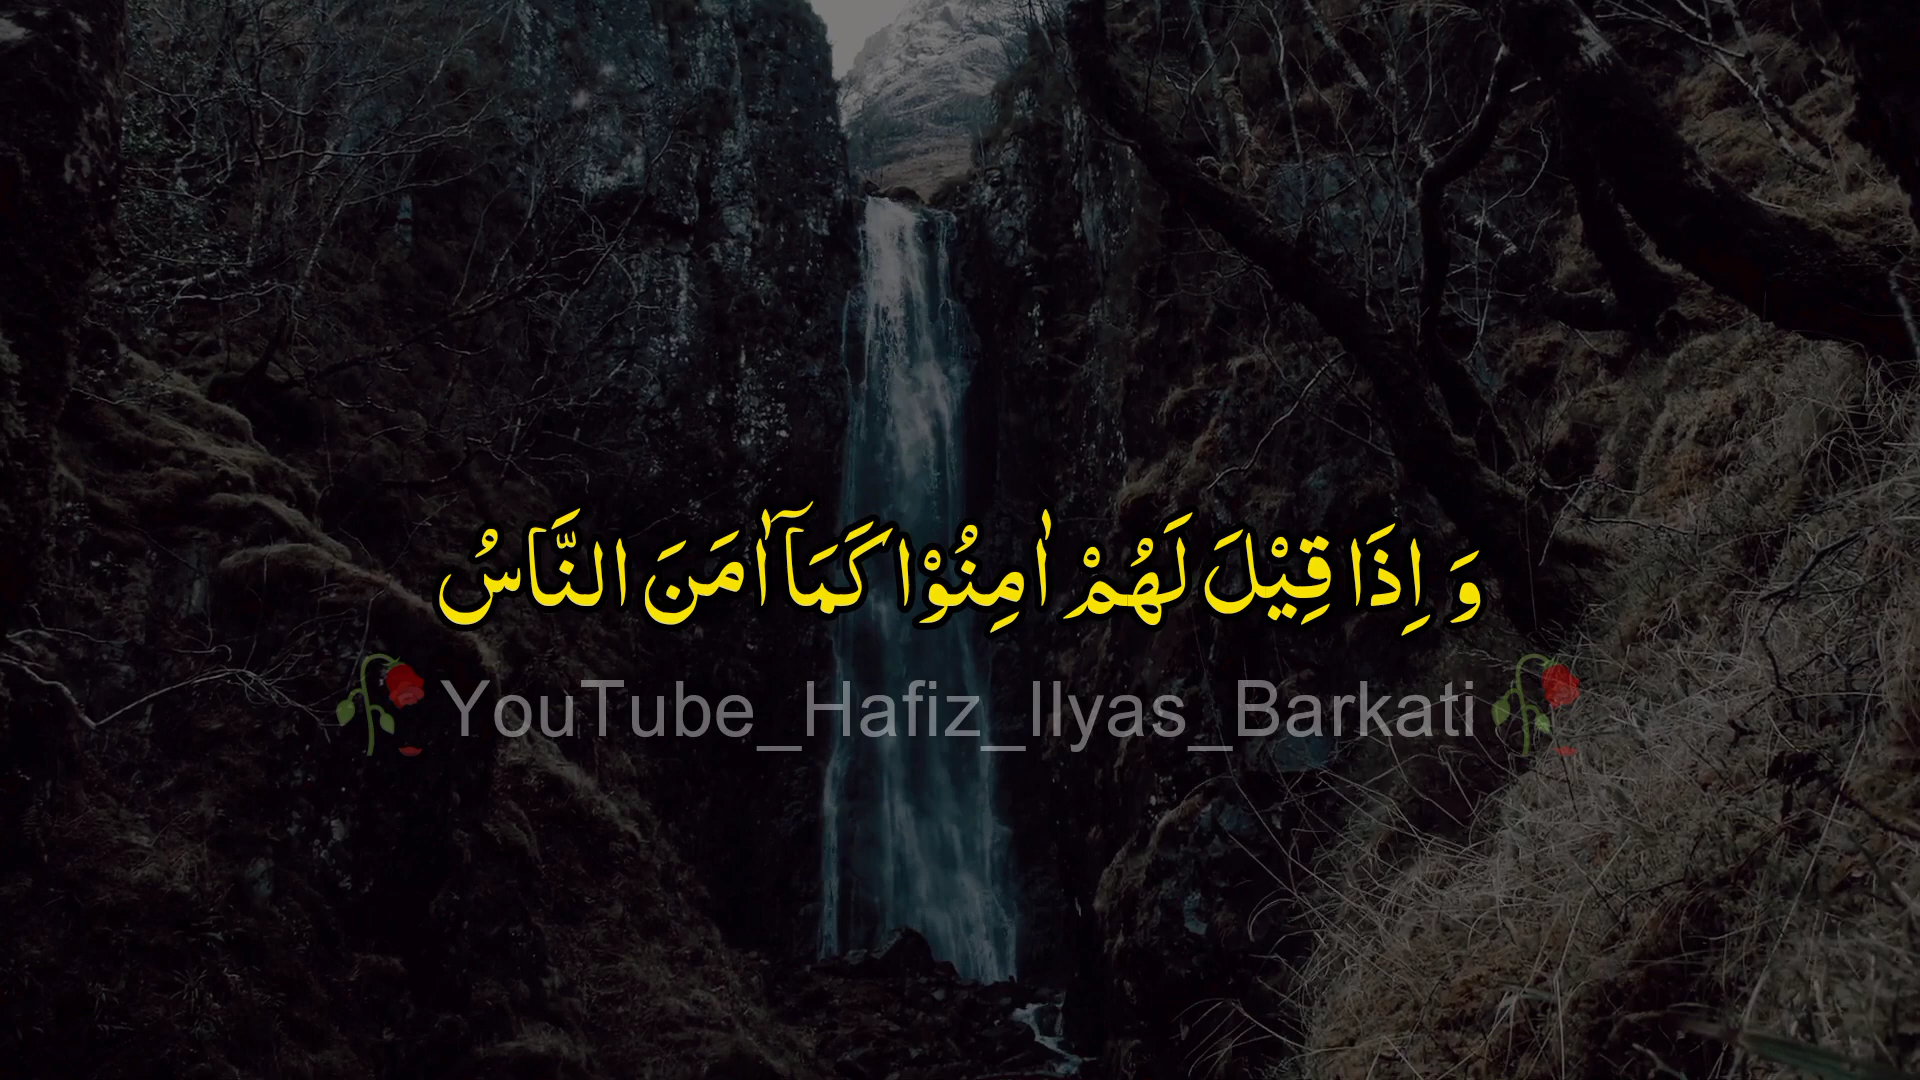 وَ اِذَا قِيْلَ لَهُمْ اٰمِنُوْا كَمَاۤ اٰمَنَ النَّاسُ
🥀YouTube_Hafiz_Ilyas_Barkati🥀